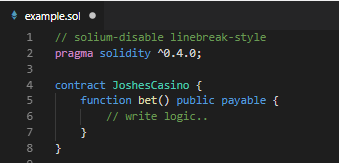 example.sol
1 // solium-disable linebreak-style
2 pragma solidity ^0.4.0;
3
4 contract JoshesCasino {
5     function bet() public payable {
6         // write logic..
7     }
8 }